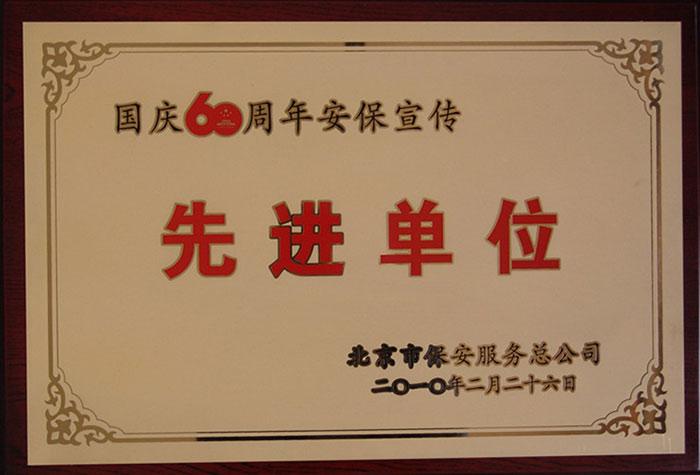 国庆60周年安保宣传
先进单位
北京市保安服务总公司
二〇一〇年二月二十六日